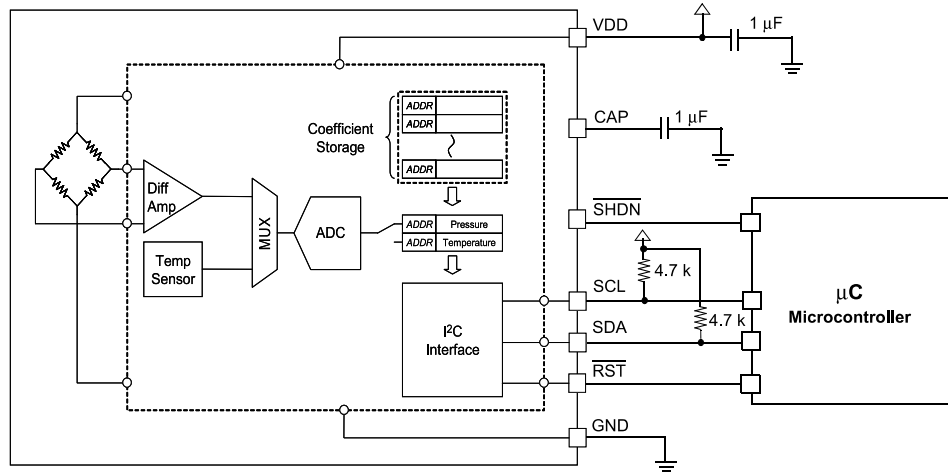 VDD
1 μF
CAP
1 μF
ADDR
ADDR
ADDR
Coefficient
Storage
Diff
Amp
MUX
ADC
ADDR Pressure
ADDR Temperature
Temp
Sensor
SHDN
4.7 k
SCL
4.7 k
SDA
RST
GND
I²C
Interface
μC
Microcontroller